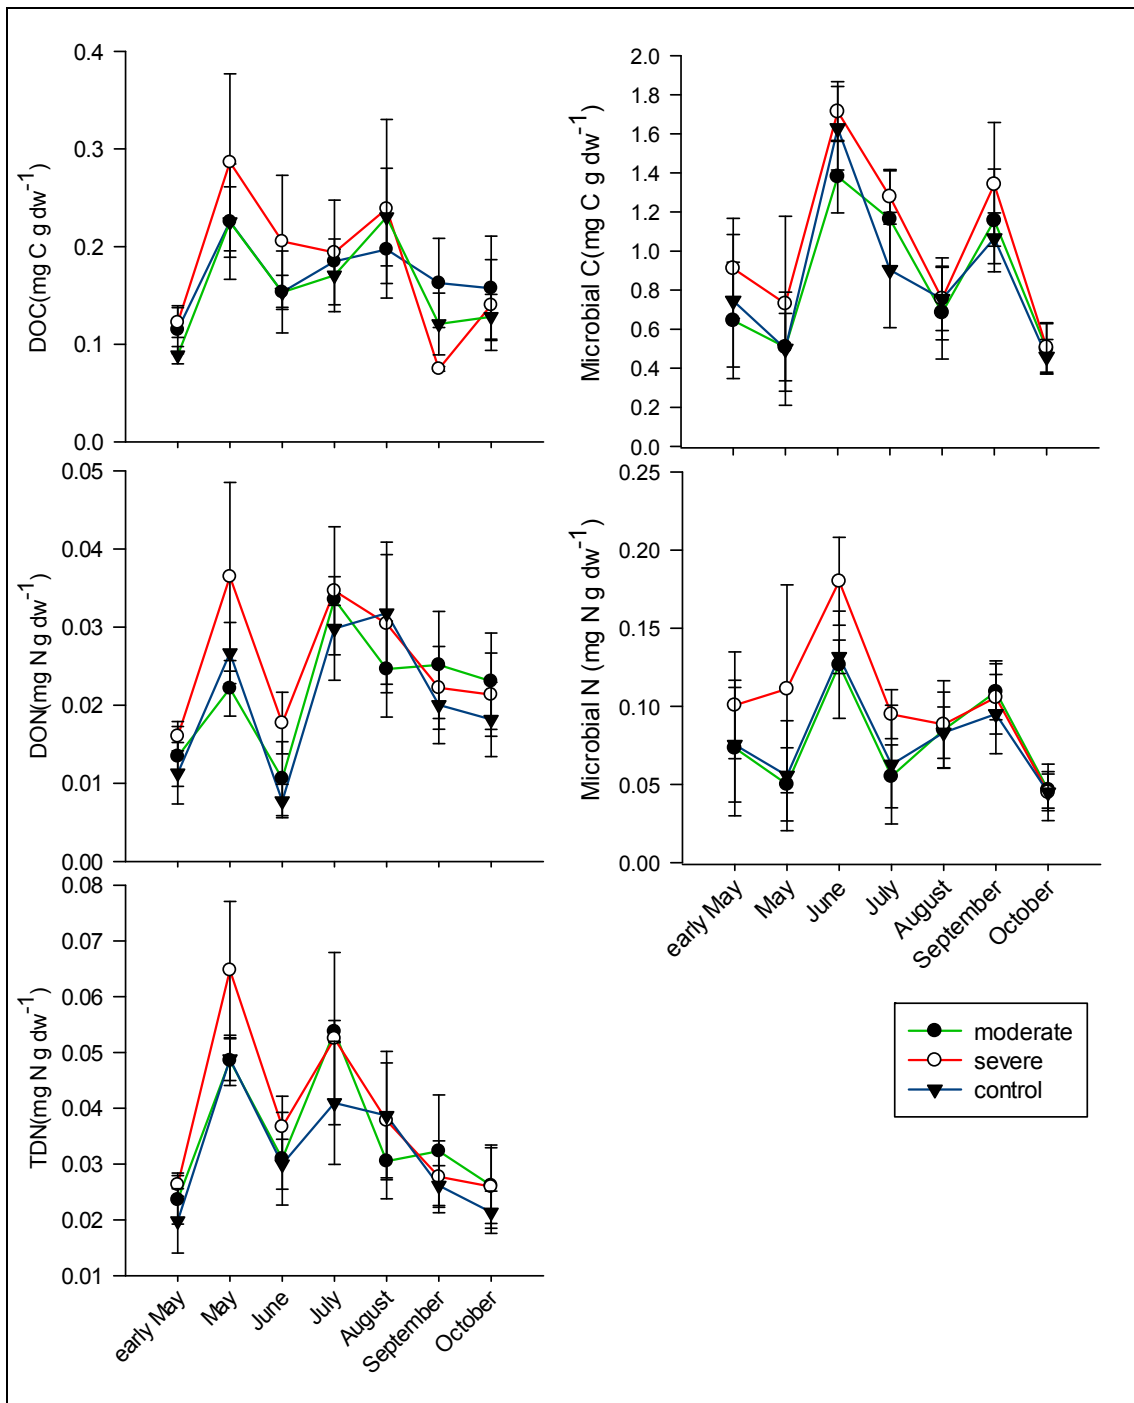 0.4
0.3
0.2
0.1
0.0
DOC(mg C g dw-1)
2.0
1.8
1.6
1.4
1.2
1.0
0.8
0.6
0.4
0.2
0.0
Microbial C(mg C g dw-1)
0.05
0.04
0.03
0.02
0.01
0.00
DON(mg N g dw-1)
0.25
0.20
0.15
0.10
0.05
0.00
Microbial N (mg N g dw-1)
early May
May
June
July
August
September
October
0.08
0.07
0.06
0.05
0.04
0.03
0.02
0.01
TDN(mg N g dw-1)
early May
May
June
July
August
September
October
moderate
severe
control